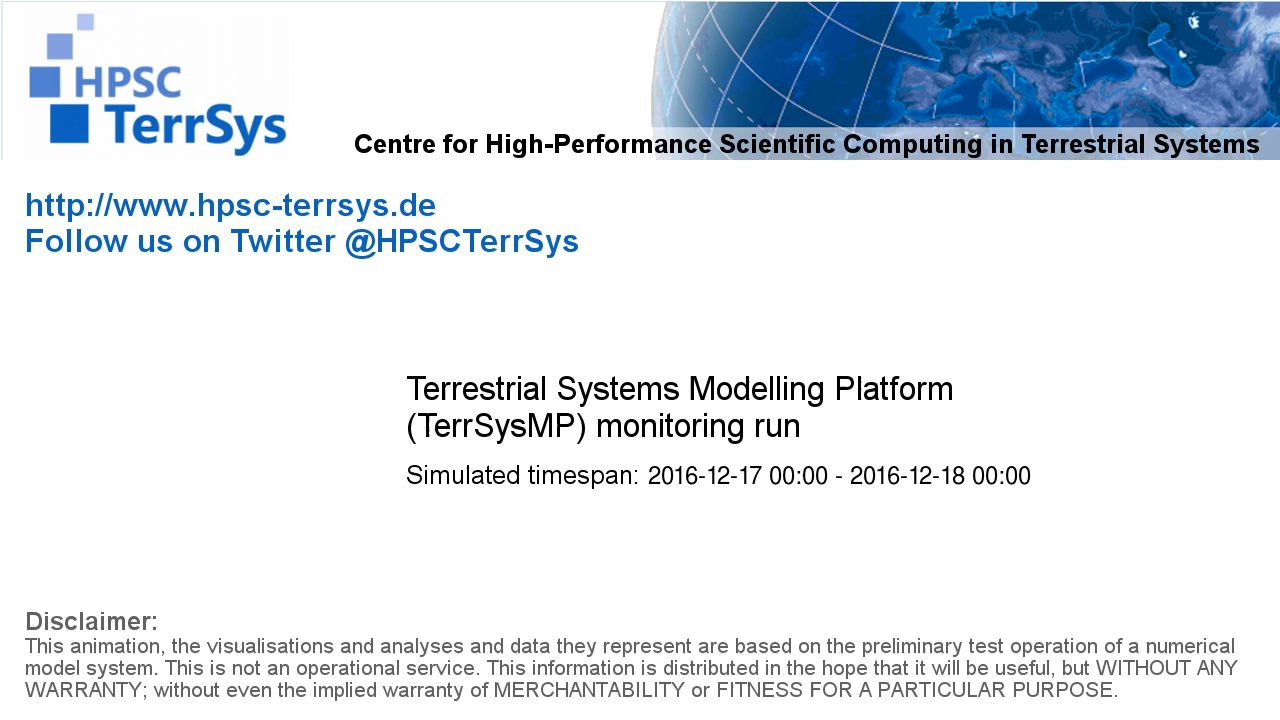 HPSC
TerrSys
Centre for High-Performance Scientific Computing in Terrestrial Systems
http://www.hpsc-terrsys.de
Follow us on Twitter @HPSCTerrSys
Terrestrial Systems Modelling Platform
(TerrSysMP) monitoring run
Simulated timespan: 2016-12-17 00:00 - 2016-12-18 00:00
Disclaimer:
This animation, the visualisations and analyses and data they represent are based on the preliminary test operation of a numerical
model system. This is not an operational service. This information is distributed in the hope that it will be useful, but WITHOUT ANY
WARRANTY; without even the implied warranty of MERCHANTABILITY or FITNESS FOR A PARTICULAR PURPOSE.